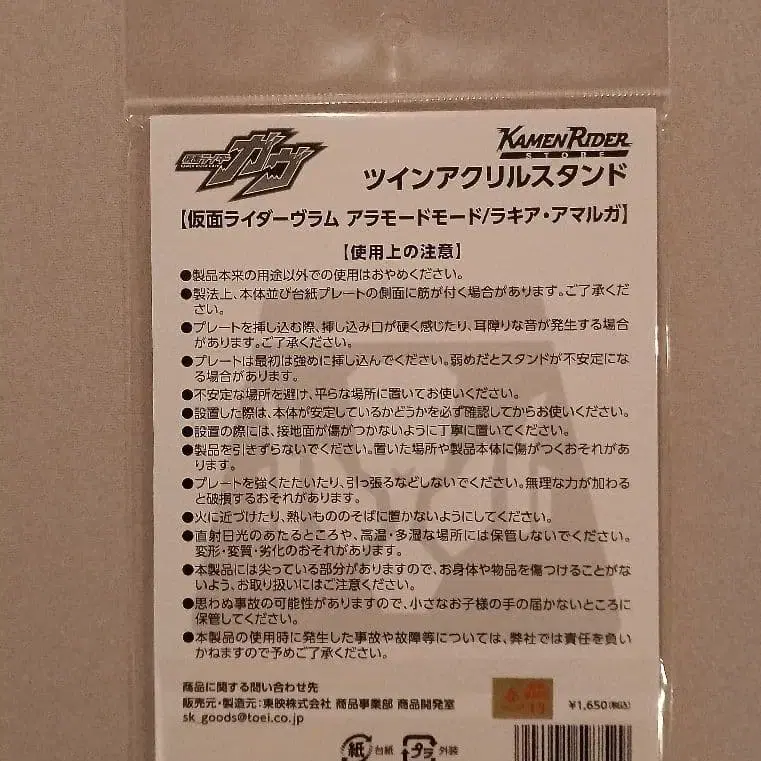 仮面ライダー
ガヴ
KAMEN RIDER
STORE
ツインアクリルスタンド
【仮面ライダーヴラム アラモードモード/ラキア・アマルガ】
【使用上の注意】
●製品本来の用途以外での使用はおやめください。
●製法上、本体並び台紙プレートの側面に筋が付く場合があります。ご了承くだ
さい。
●プレートを挿し込む際、挿し込み口が硬く感じたり、耳障りな音が発生する場合
があります。ご了承ください。
●プレートは最初は強めに挿し込んでください。弱めだとスタンドが不安定にな
る場合があります。
●不安定な場所を避け、平らな場所に置いてお使いください。
●設置した際は、本体が安定しているかどうかを必ず確認してからお使いください。
●設置の際には、接地面が傷がつかないように丁寧に置いてください。
●製品を引きずらないでください。置いた場所や製品本体に傷がつくおそれがあ
ります。
●プレートを強くたたいたり、引っ張るなどしないでください。無理な力が加わる
と破損するおそれがあります。
●火に近づけたり、熱いもののそばに置かないようにしてください。
●直射日光のあたるところや、高温・多湿な場所には保管しないでください。
変形・変質・劣化のおそれがあります。
●本製品には尖っている部分がありますので、お身体や物品を傷つけることがな
いよう、お取り扱いにはご注意ください。
●思わぬ事故の可能性がありますので、小さなお子様の手の届かないところに
保管してください。
●本製品の使用時に発生した事故や故障等については、弊社では責任を負い
かねますので予めご了承ください。
商品に関する問い合わせ先
販売元・製造元:東映株式会社 商品事業部 商品開発室
sk_goods@toei.co.jp
¥1,650(税込)
紙 台紙 プラ 外装